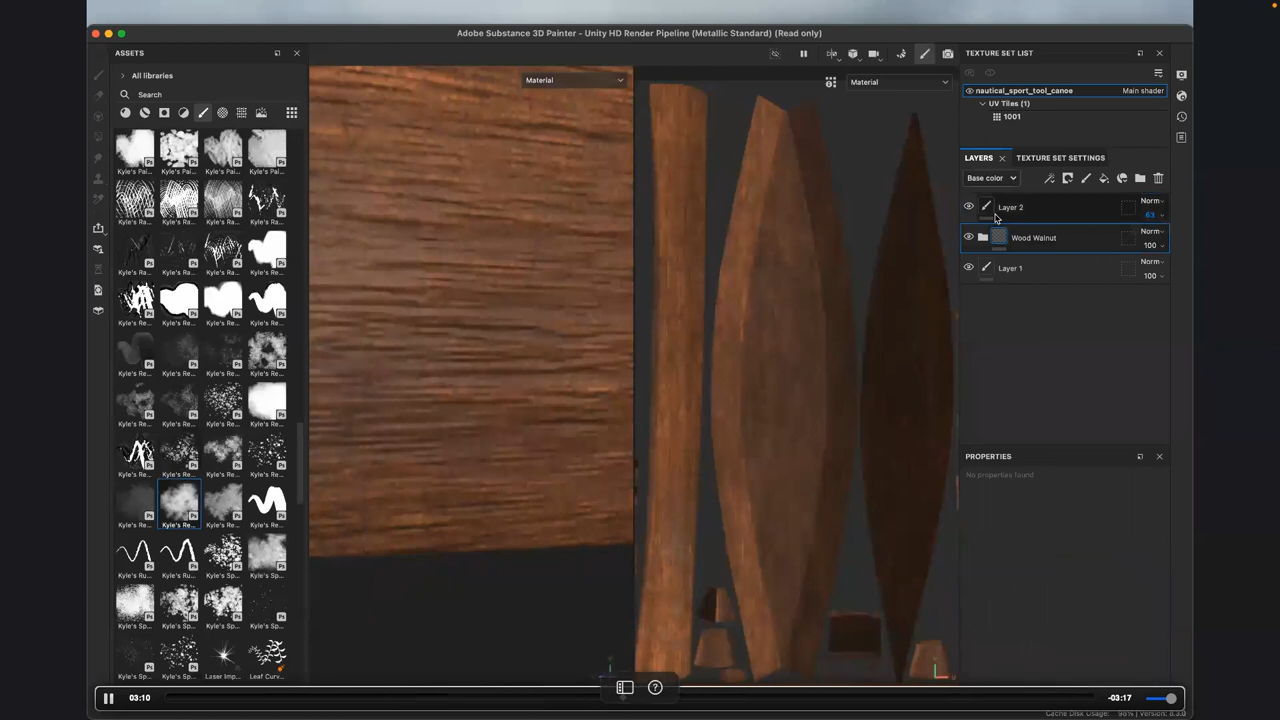 Adobe Substance 3D Painter - Unity HD Render Pipeline (Metallic Standard) (Read only)
ASSETS
All libraries
Search
Kyle's Pai... Kyle's Pai... Kyle's Pai... Kyle's Pai...
Kyle's Ra... Kyle's Ra... Kyle's Ra... Kyle's Ra...
Kyle's Ra... Kyle's Ra... Kyle's Ra... Kyle's Re...
Kyle's Re... Kyle's Re... Kyle's Re... Kyle's Re...
Kyle's Re... Kyle's Re... Kyle's Re... Kyle's Re...
Kyle's Re... Kyle's Re... Kyle's Re... Kyle's Re...
Kyle's Re... Kyle's Re... Kyle's Re... Kyle's Re...
Kyle's Re... Kyle's Re... Kyle's Re... Kyle's Re...
Kyle's Ru... Kyle's Ru... Kyle's Sp... Kyle's Sp...
Kyle's Sp... Kyle's Sp... Kyle's Sp... Kyle's Sp...
Kyle's Sp... Kyle's Sp... Laser Imp... Leaf Curv...
Material
Material
TEXTURE SET LIST
nautical_sport_tool_canoe Main shader
UV Tiles (1)
1001
LAYERS TEXTURE SET SETTINGS
Base color
Layer 2 Norm
63
Wood Walnut Norm
100
Layer 1 Norm
100
PROPERTIES
No properties found
03:10
-03:17